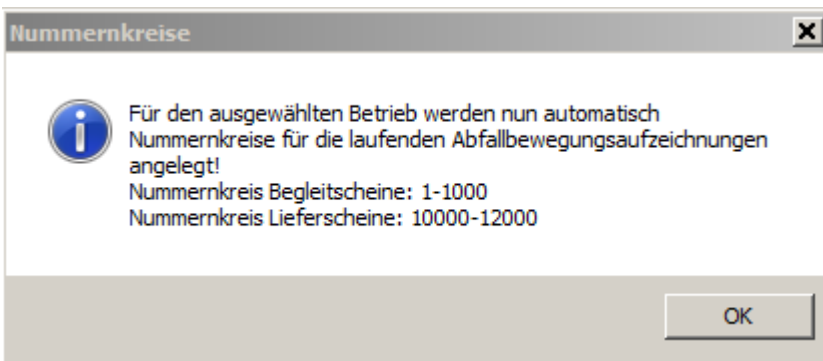 Nummernkreise
Für den ausgewählten Betrieb werden nun automatisch
Nummernkreise für die laufenden Abfallbewegungsaufzeichnungen
angelegt!
Nummernkreis Begleitscheine: 1-1000
Nummernkreis Lieferscheine: 10000-12000
OK